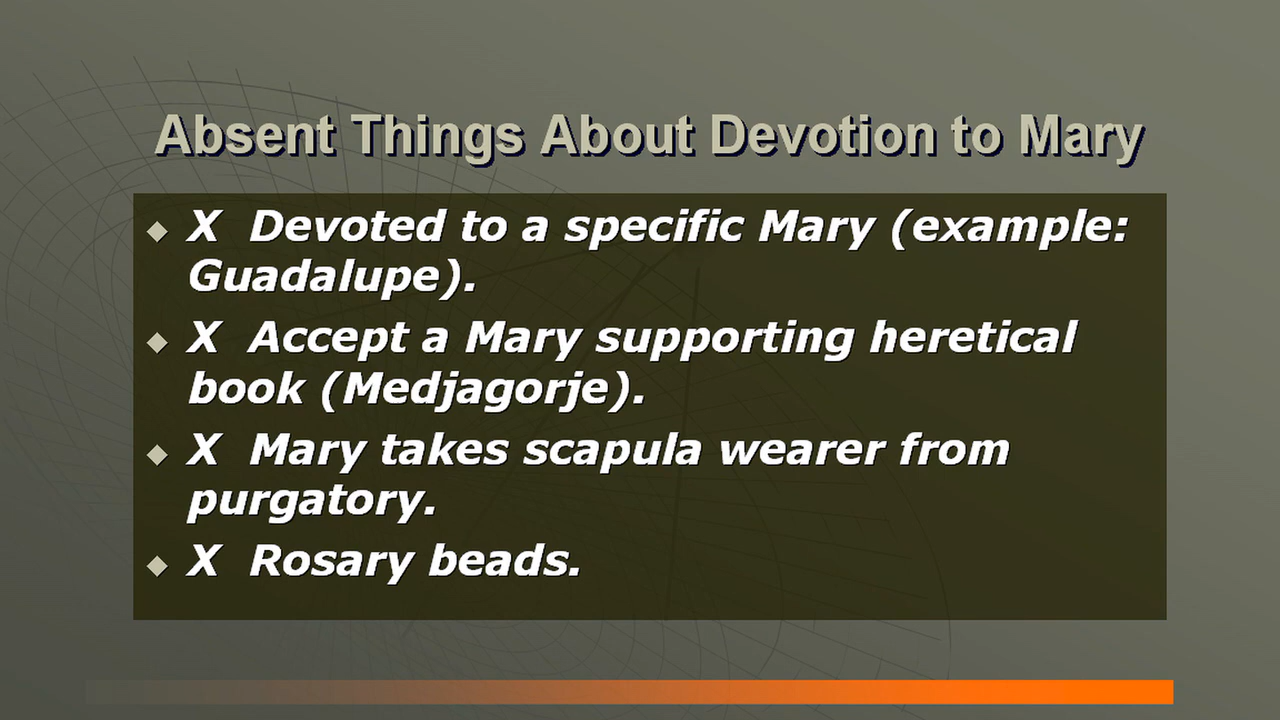 Absent Things About Devotion to Mary
X Devoted to a specific Mary (example:
Guadalupe).
X Accept a Mary supporting heretical
book (Medjagorje).
X Mary takes scapula wearer from
purgatory.
X Rosary beads.